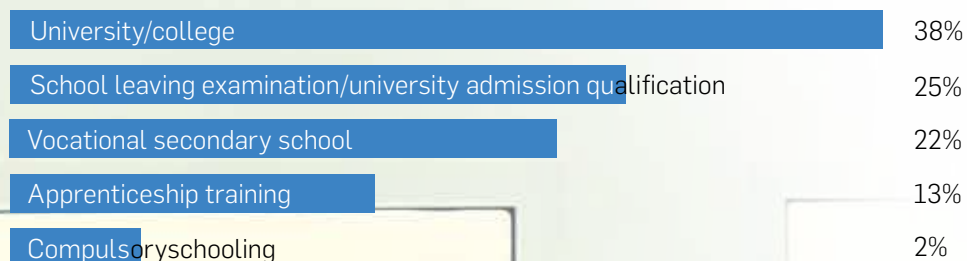 University/college 38%
School leaving examination/university admission qualification 25%
Vocational secondary school 22%
Apprenticeship training 13%
Compulsoryschooling 2%